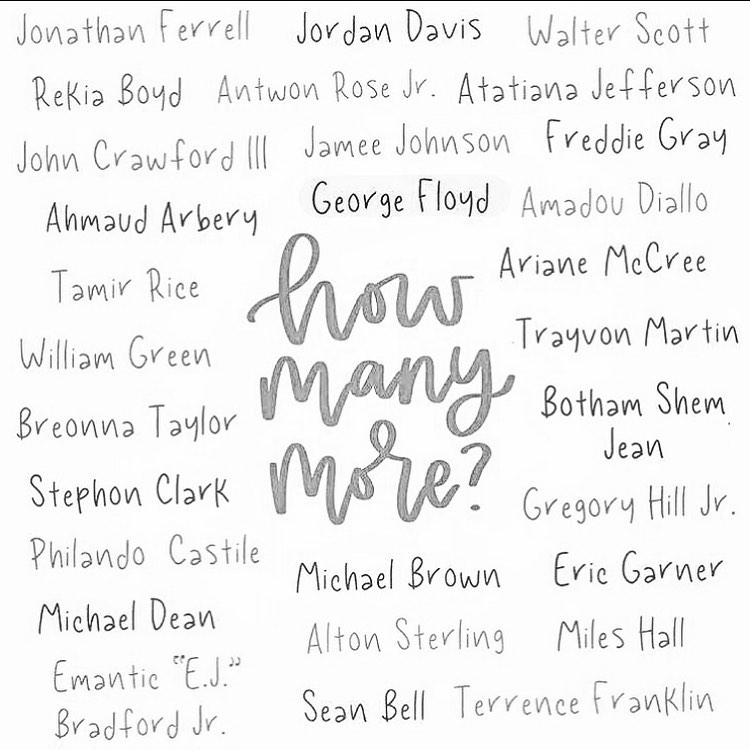 Jonathan Ferrell Jordan Davis Walter Scott
Rekia Boyd Antwon Rose Jr. Atatiana Jefferson
John Crawford III Jamee Johnson Freddie Gray
Ahmaud Arbery George Floyd Amadou Diallo
Tamir Rice
how
many
more?
Ariane McCree
William Green
Trayvon Martin
Breonna Taylor
Botham Shem
Jean
Stephon Clark
Gregory Hill Jr.
Philando Castile
Michael Brown Eric Garner
Michael Dean
Alton Sterling Miles Hall
Emantic "E.J."
Bradford Jr.
Sean Bell Terrence Franklin